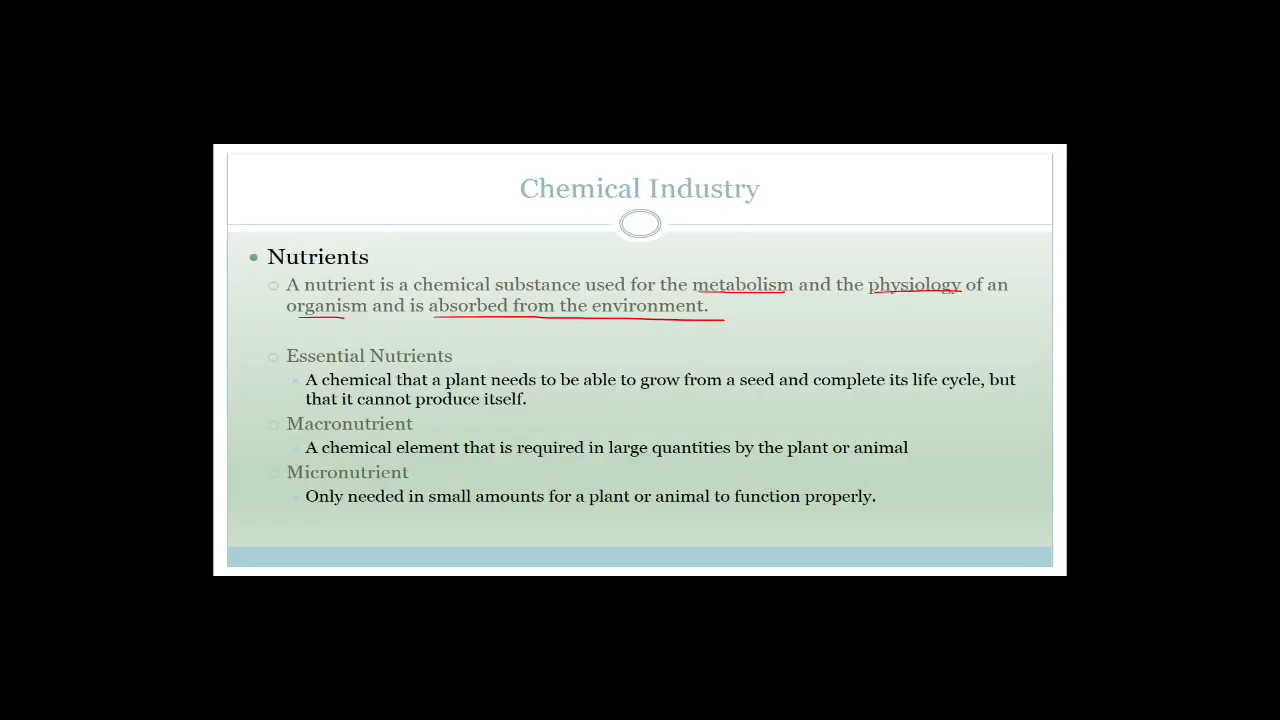 Chemical Industry
Nutrients
A nutrient is a chemical substance used for the metabolism and the physiology of an
organism and is absorbed from the environment.
Essential Nutrients
A chemical that a plant needs to be able to grow from a seed and complete its life cycle, but
that it cannot produce itself.
Macronutrient
A chemical element that is required in large quantities by the plant or animal
Micronutrient
Only needed in small amounts for a plant or animal to function properly.